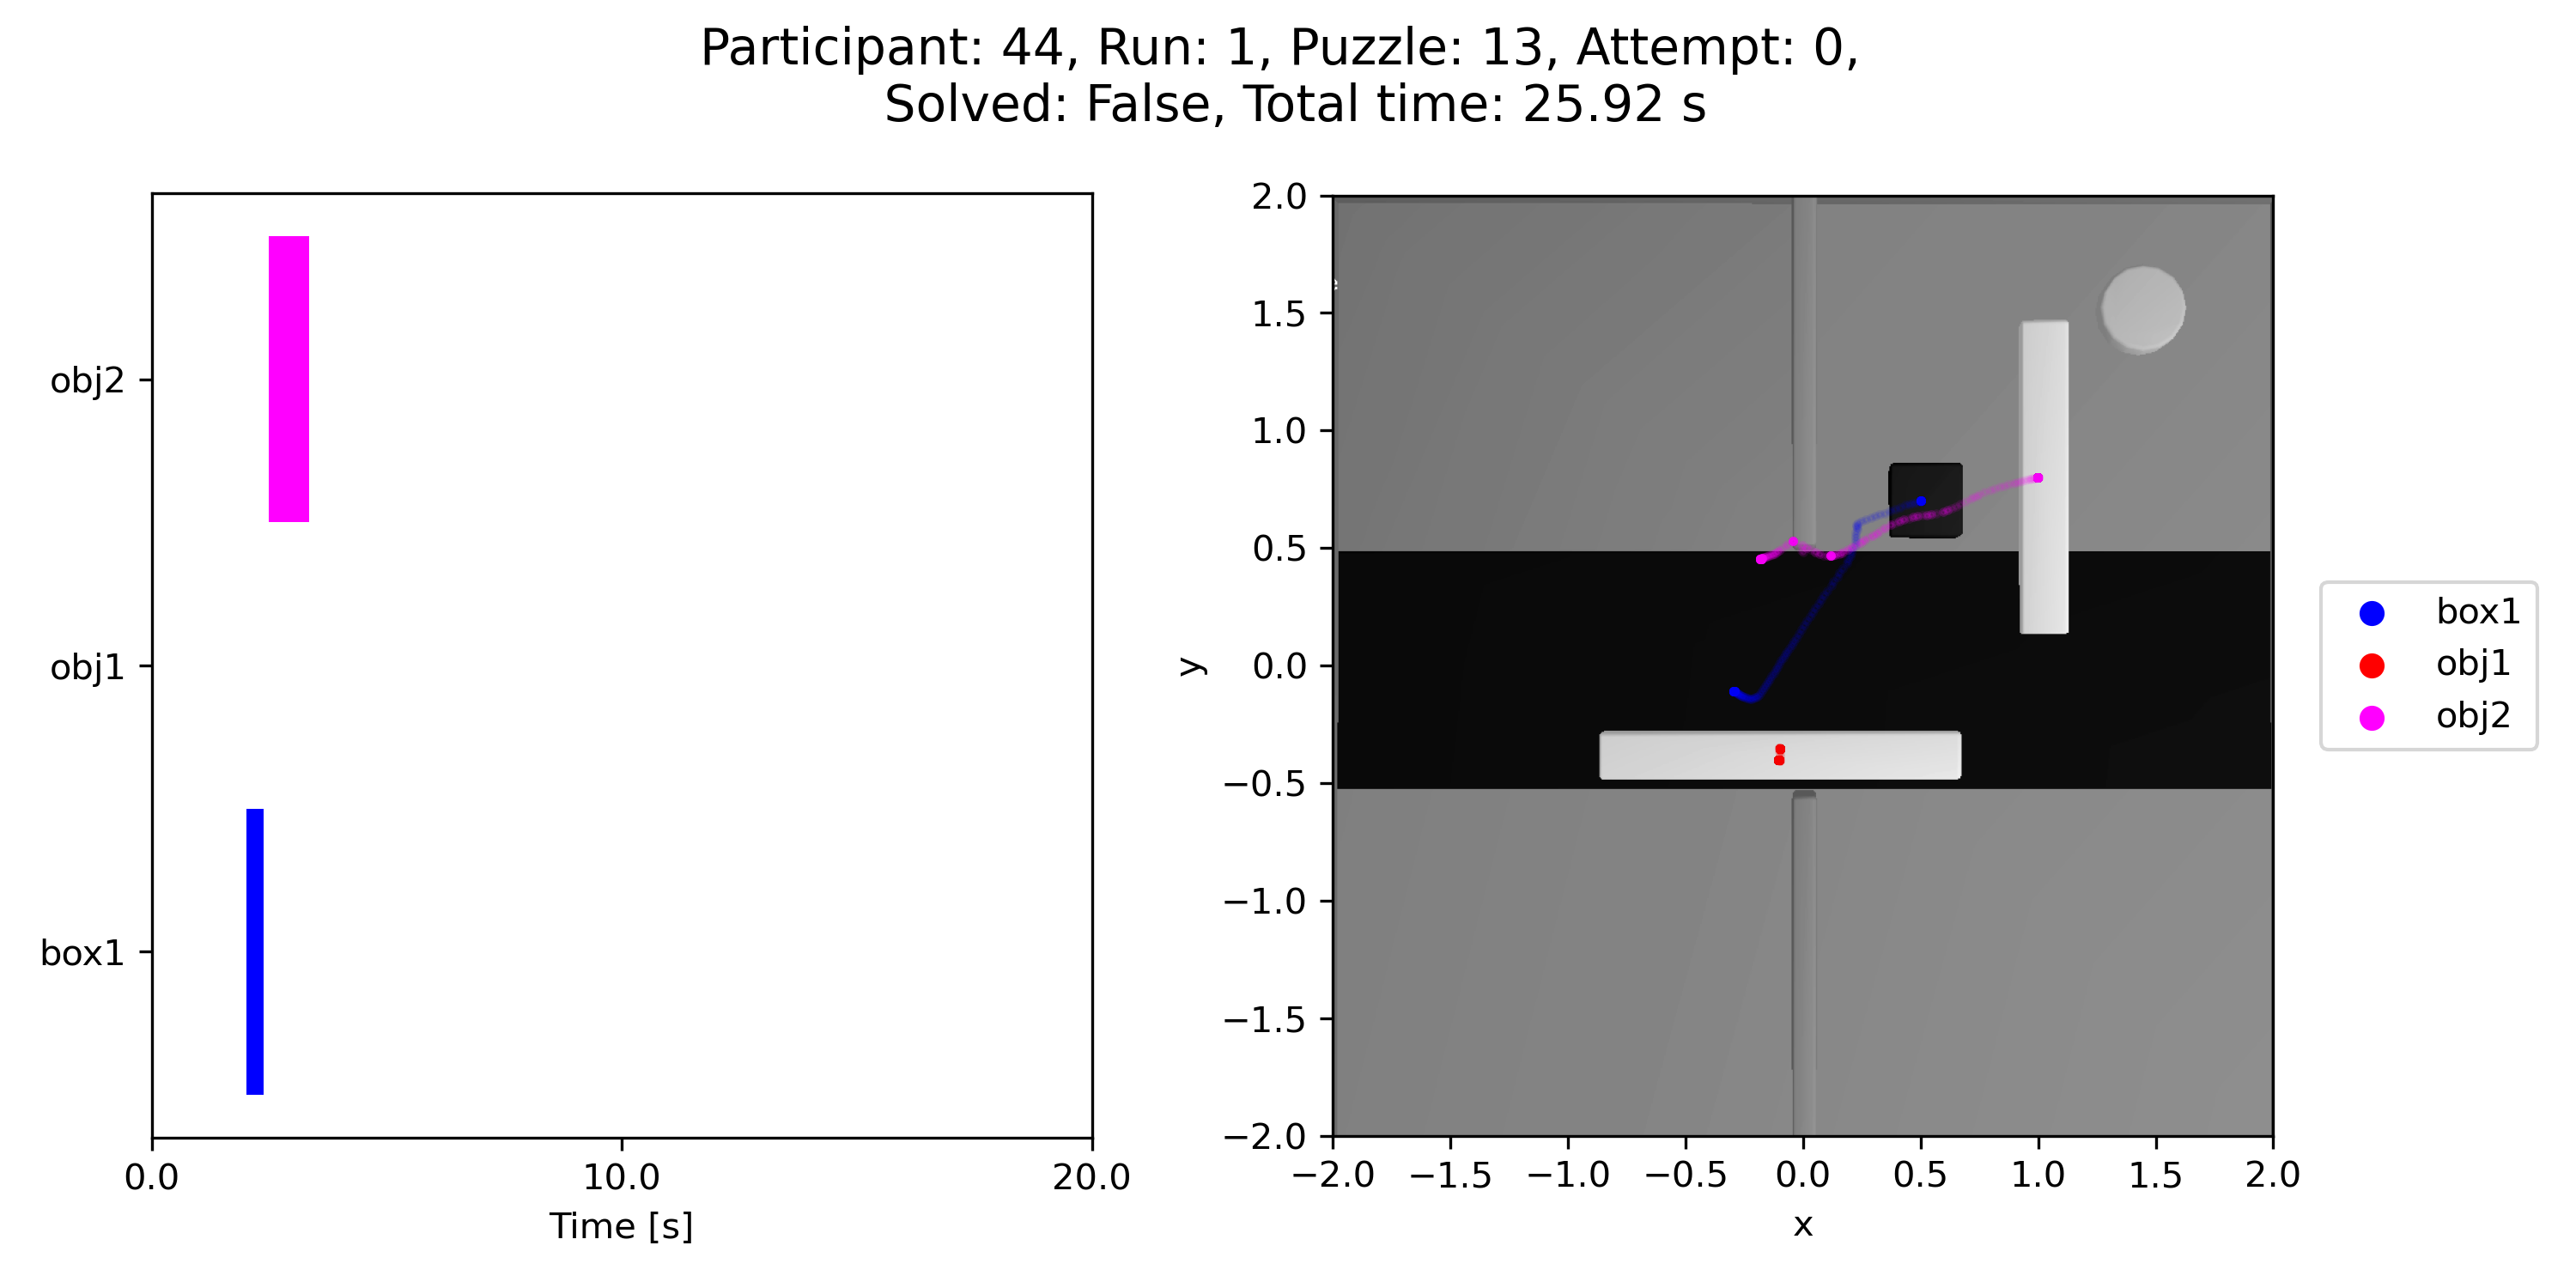 Participant: 44, Run: 1, Puzzle: 13, Attempt: 0,
Solved: False, Total time: 25.92 s
obj2
obj1
box1
0.0 10.0 20.0
Time [s]
2.0
1.5
1.0
0.5
0.0
−0.5
−1.0
−1.5
−2.0
y
−2.0 −1.5 −1.0 −0.5 0.0 0.5 1.0 1.5 2.0
x
e
box1
obj1
obj2